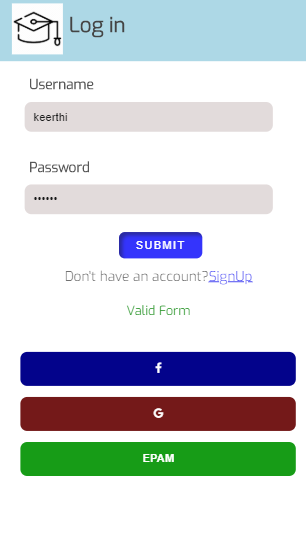 Log in
Username
keerthi
Password
••••••
SUBMIT
Don't have an account?SignUp
Valid Form
f
G
EPAM